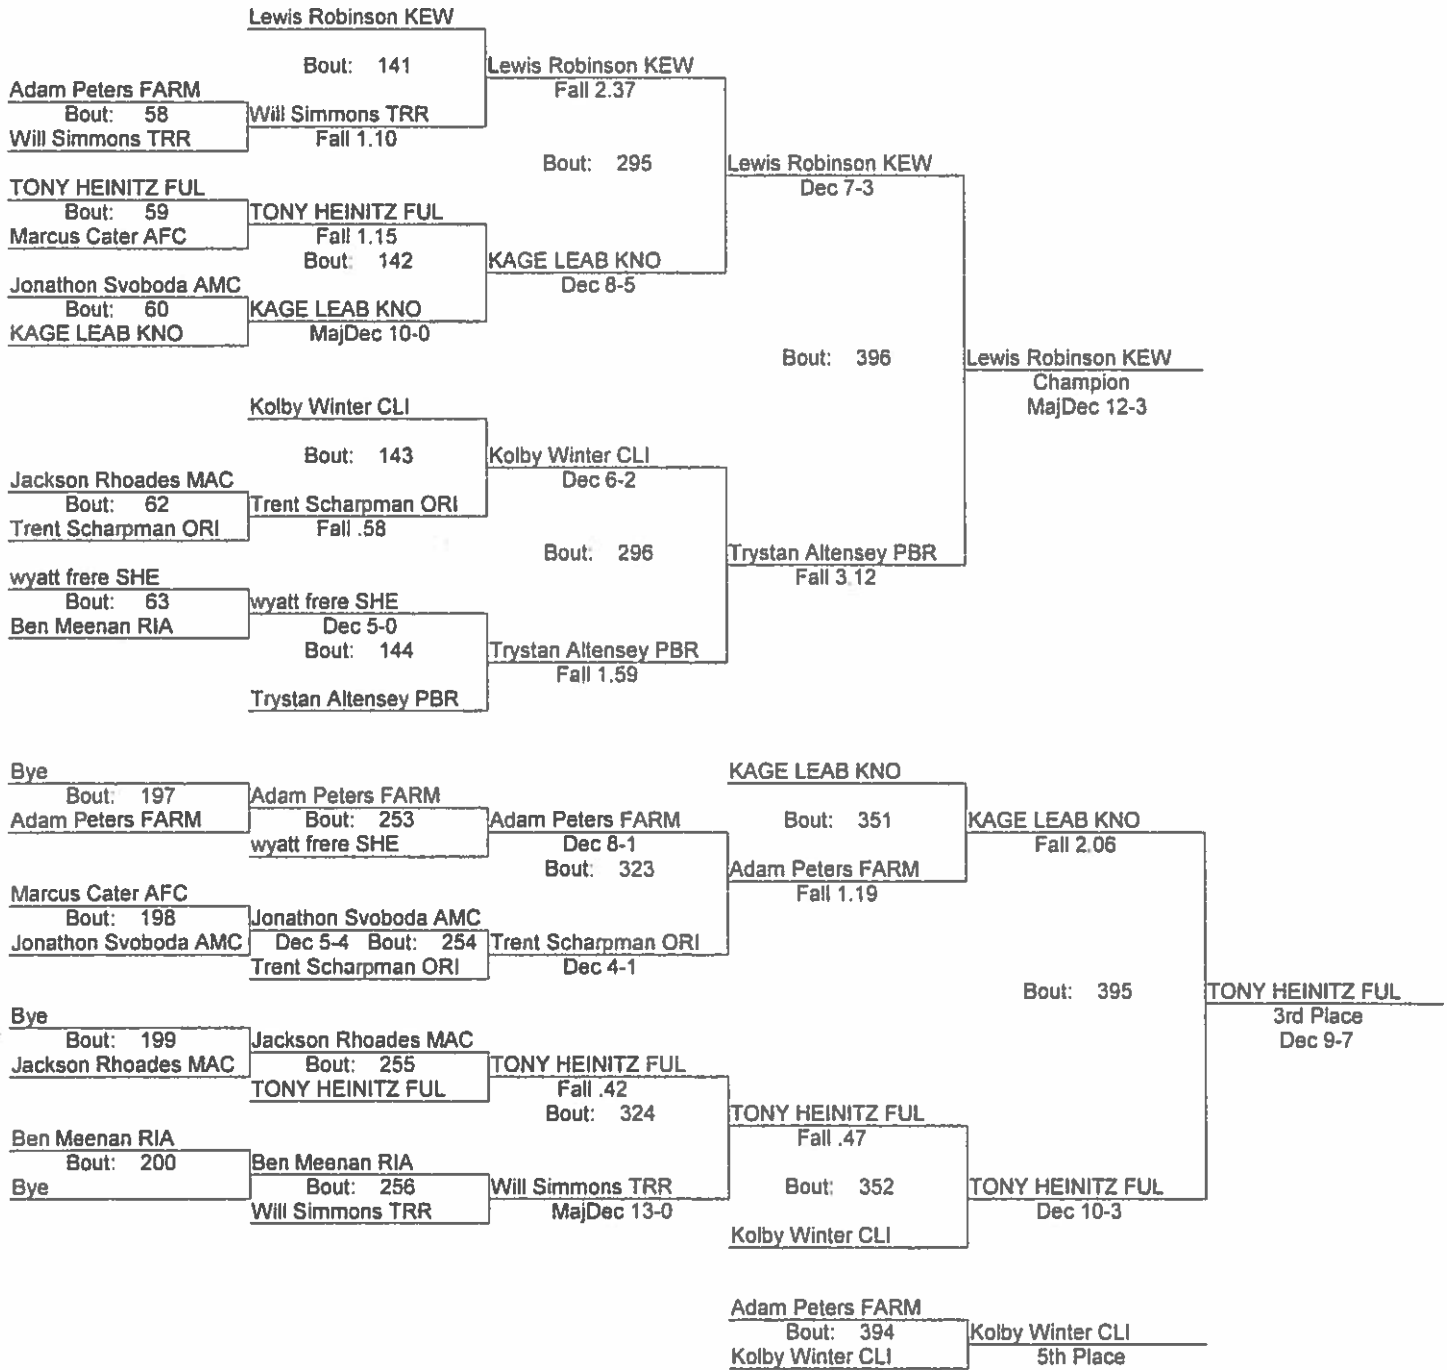 Lewis Robinson KEW
Bout: 141
Lewis Robinson KEW
Fall 2.37
Adam Peters FARM
Bout: 58
Will Simmons TRR
Will Simmons TRR
Fall 1.10
Bout: 295
Lewis Robinson KEW
Dec 7-3
TONY HEINITZ FUL
Bout: 59
Marcus Cater AFC
TONY HEINITZ FUL
Fall 1.15
Bout: 142
KAGE LEAB KNO
Dec 8-5
Jonathon Svoboda AMC
Bout: 60
KAGE LEAB KNO
KAGE LEAB KNO
MajDec 10-0
Bout: 396
Lewis Robinson KEW
Champion
MajDec 12-3
Kolby Winter CLI
Bout: 143
Kolby Winter CLI
Dec 6-2
Jackson Rhoades MAC
Bout: 62
Trent Scharpman ORI
Trent Scharpman ORI
Fall .58
Bout: 296
Trystan Altensey PBR
Fall 3.12
wyatt frere SHE
Bout: 63
Ben Meenan RIA
wyatt frere SHE
Dec 5-0
Bout: 144
Trystan Altensey PBR
Fall 1.59
Trystan Altensey PBR
Bye
Bout: 197
Adam Peters FARM
Adam Peters FARM
Bout: 253
wyatt frere SHE
Adam Peters FARM
Dec 8-1
Bout: 323
KAGE LEAB KNO
Bout: 351
Adam Peters FARM
Fall 1.19
KAGE LEAB KNO
Fall 2.06
Marcus Cater AFC
Bout: 198
Jonathon Svoboda AMC
Jonathon Svoboda AMC
Dec 5-4 Bout: 254
Trent Scharpman ORI
Trent Scharpman ORI
Dec 4-1
Bout: 395
TONY HEINITZ FUL
3rd Place
Dec 9-7
Bye
Bout: 199
Jackson Rhoades MAC
Jackson Rhoades MAC
Bout: 255
TONY HEINITZ FUL
TONY HEINITZ FUL
Fall .42
Bout: 324
TONY HEINITZ FUL
Fall .47
Bout: 352
Kolby Winter CLI
TONY HEINITZ FUL
Dec 10-3
Ben Meenan RIA
Bout: 200
Bye
Ben Meenan RIA
Bout: 256
Will Simmons TRR
Will Simmons TRR
MajDec 13-0
Adam Peters FARM
Bout: 394
Kolby Winter CLI
Kolby Winter CLI
5th Place